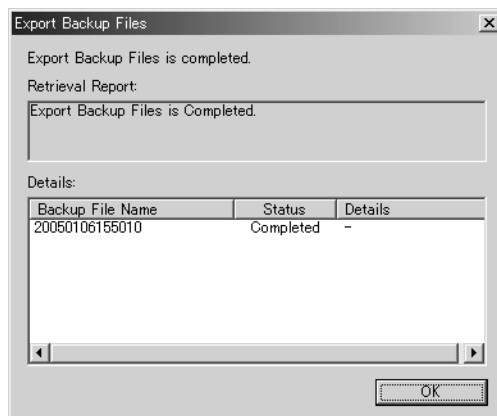 Export Backup Files
Export Backup Files is completed.
Retrieval Report:
Export Backup Files is Completed.
Details:
Backup File Name Status Details
20050106155010 Completed -
OK